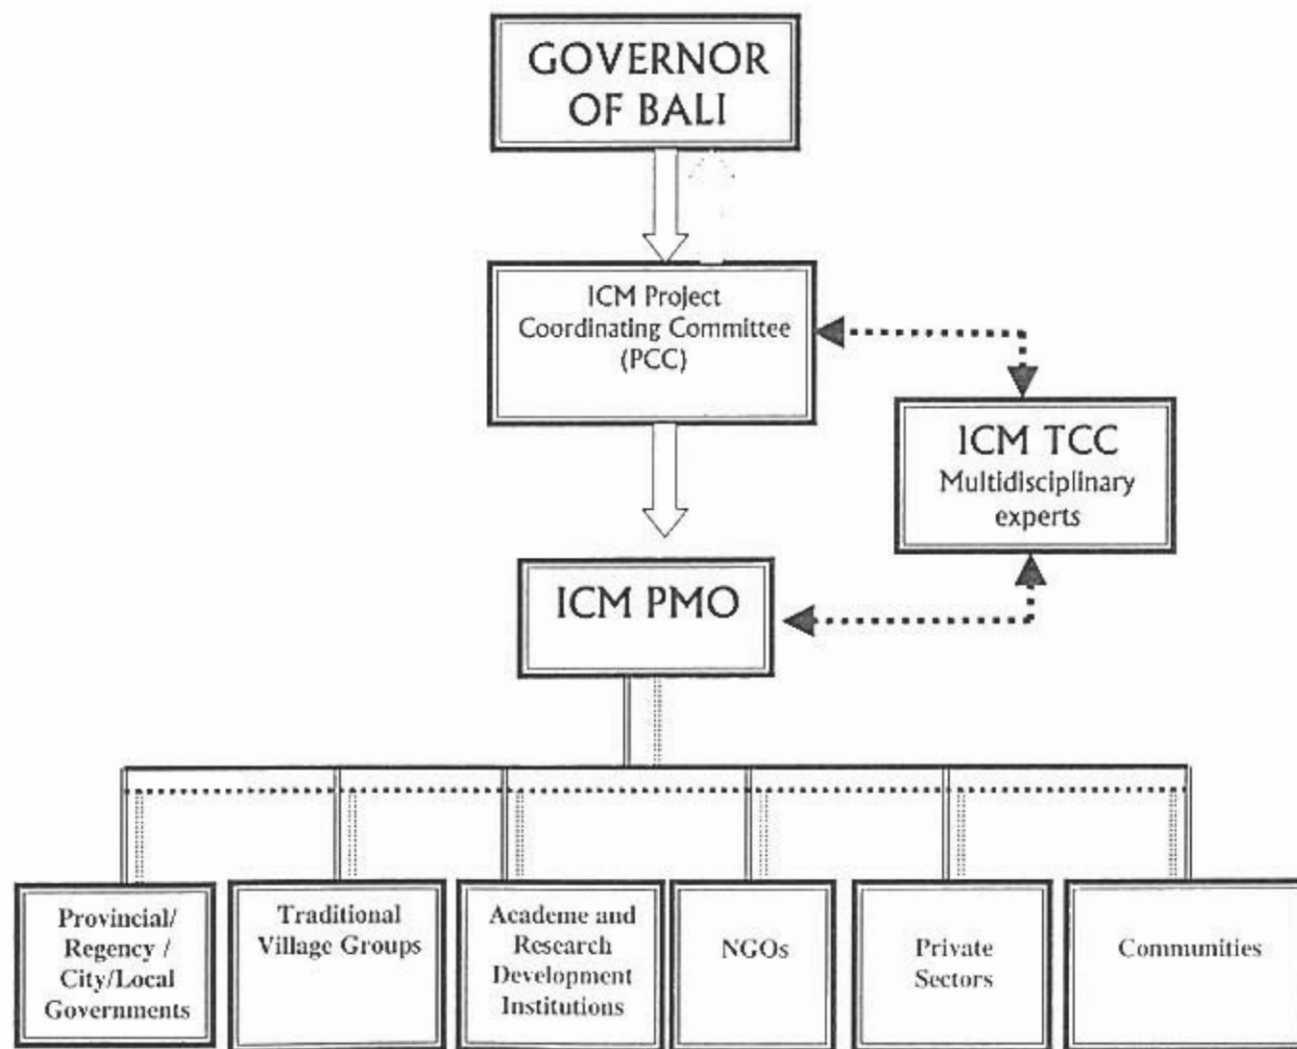 GOVERNOR
OF BALI
ICM Project
Coordinating Committee
(PCC)
ICM TCC
Multidisciplinary
experts
ICM PMO
Provincial/
Regency /
City/Local
Governments
Traditional
Village Groups
Academe and
Research
Development
Institutions
NGOs
Private
Sectors
Communities